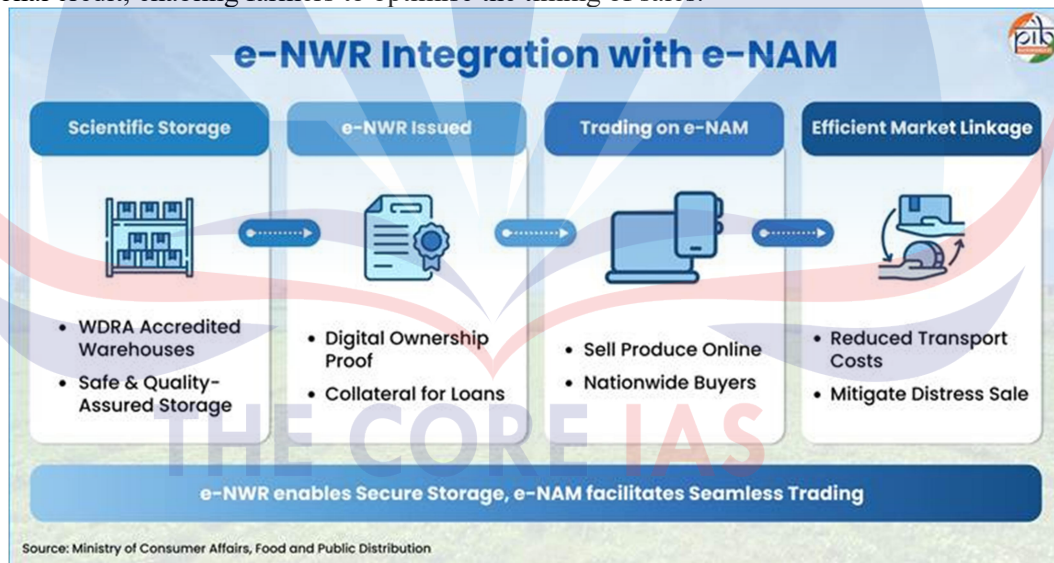 e-NWR Integration with e-NAM
pib
Scientific Storage
e-NWR Issued
Trading on e-NAM
Efficient Market Linkage
• WDRA Accredited
Warehouses
• Safe & Quality-
Assured Storage
• Digital Ownership
Proof
• Collateral for Loans
• Sell Produce Online
• Nationwide Buyers
• Reduced Transport
Costs
• Mitigate Distress Sale
THE CORE IAS
e-NWR enables Secure Storage, e-NAM facilitates Seamless Trading
Source: Ministry of Consumer Affairs, Food and Public Distribution